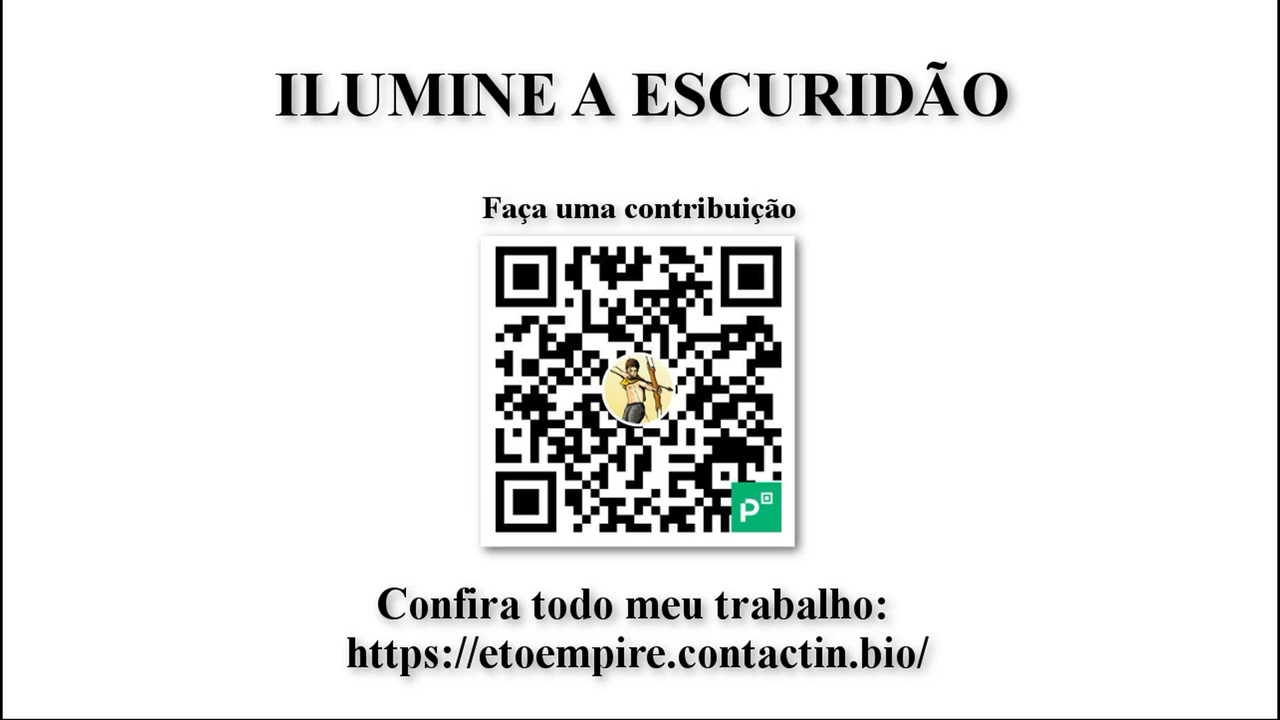 ILUMINE A ESCURIDÃO
Faça uma contribuição
P
Confira todo meu trabalho:
https://etoempire.contactin.bio/